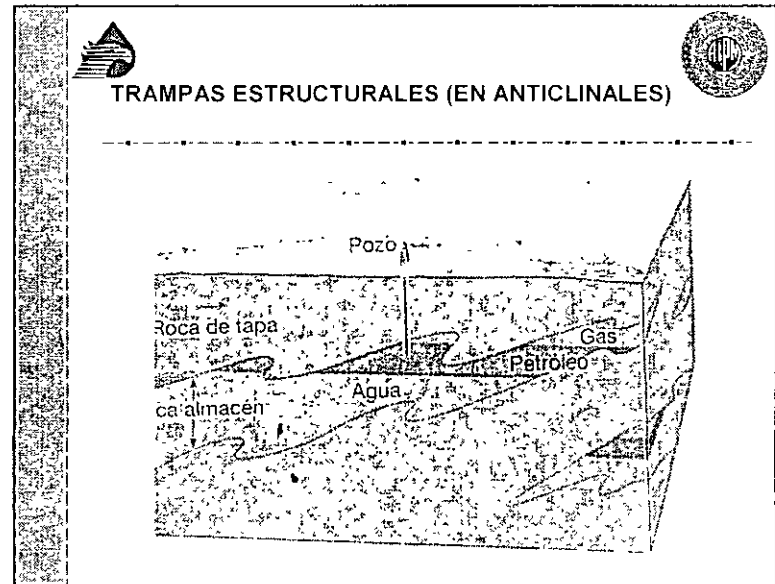 TRAMPAS ESTRUCTURALES (EN ANTICLINALES)
Pozo
Roca de tapa
Gas
Petróleo
Agua
ca almacén